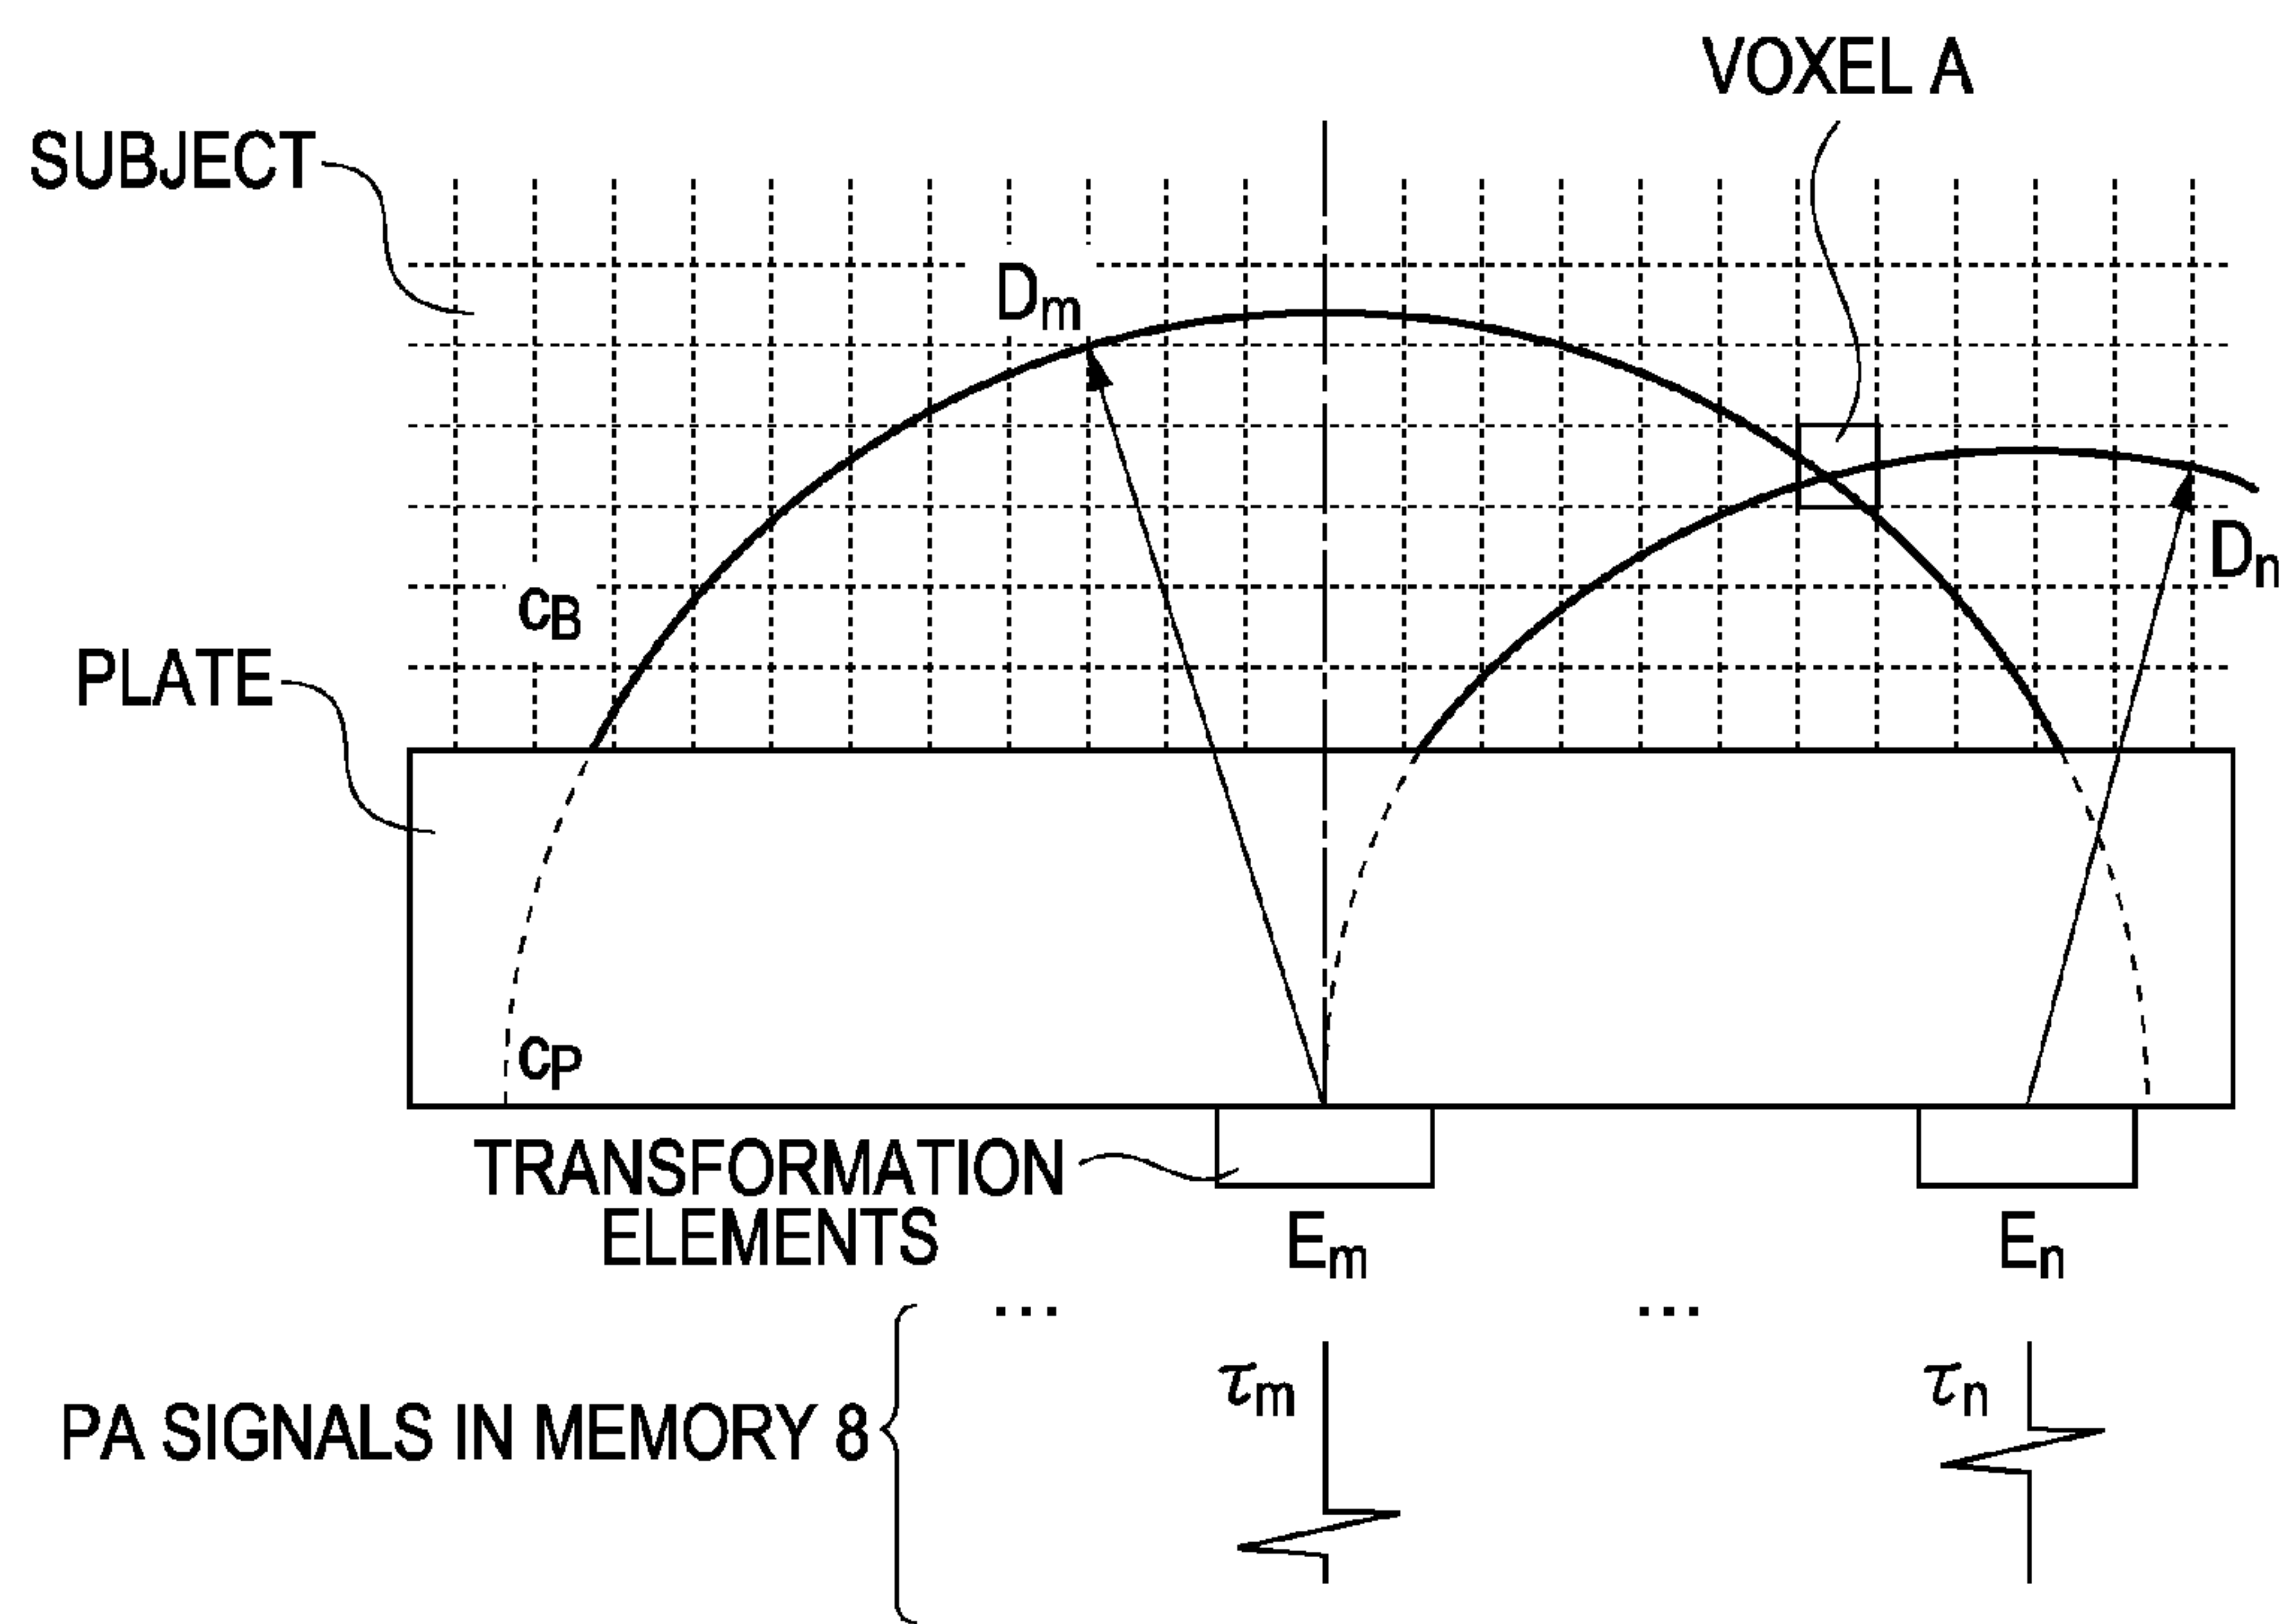 VOXEL A
SUBJECT
Dm
Dn
cB
PLATE
cP
TRANSFORMATION
ELEMENTS
Em
En
... ...
τm
τn
PA SIGNALS IN MEMORY 8